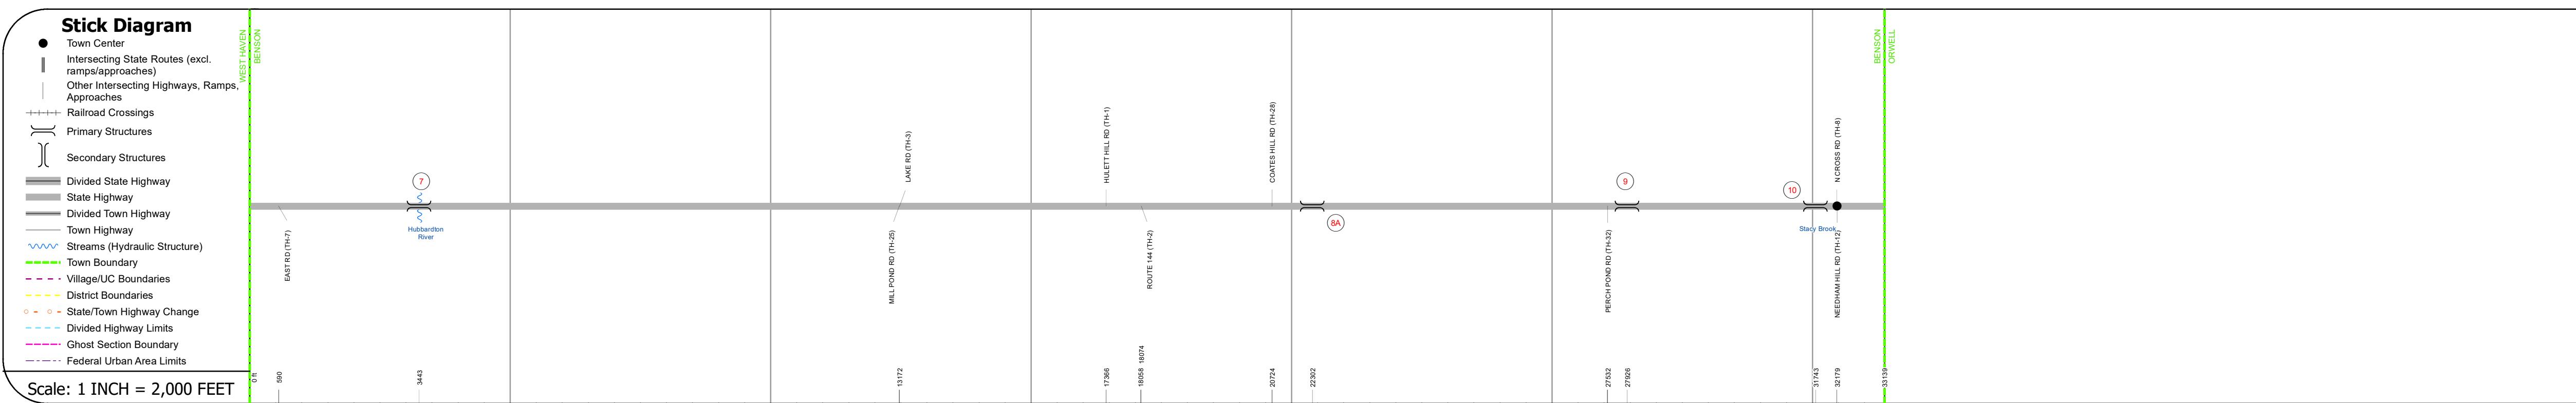 Stick Diagram
Town Center
Intersecting State Routes (excl.
ramps/approaches)
Other Intersecting Highways, Ramps,
Approaches
Railroad Crossings
Primary Structures
Secondary Structures
Divided State Highway
State Highway
Divided Town Highway
Town Highway
Streams (Hydraulic Structure)
Town Boundary
Village/UC Boundaries
District Boundaries
State/Town Highway Change
Divided Highway Limits
Ghost Section Boundary
Federal Urban Area Limits
Scale: 1 INCH = 2,000 FEET
WEST HAVEN
BENSON
EAST RD (TH-7)
7
Hubbardton
River
LAKE RD (TH-3)
MILL POND RD (TH-25)
HULETT HILL RD (TH-1)
ROUTE 144 (TH-2)
COATES HILL RD (TH-28)
8A
PERCH POND RD (TH-32)
9
10
Stacy Brook
N CROSS RD (TH-8)
NEEDHAM HILL RD (TH-12)
BENSON
ORWELL
0 ft
590
3443
13172
17366
18058 18074
20724
22302
27532
27926
31743
32179
33139